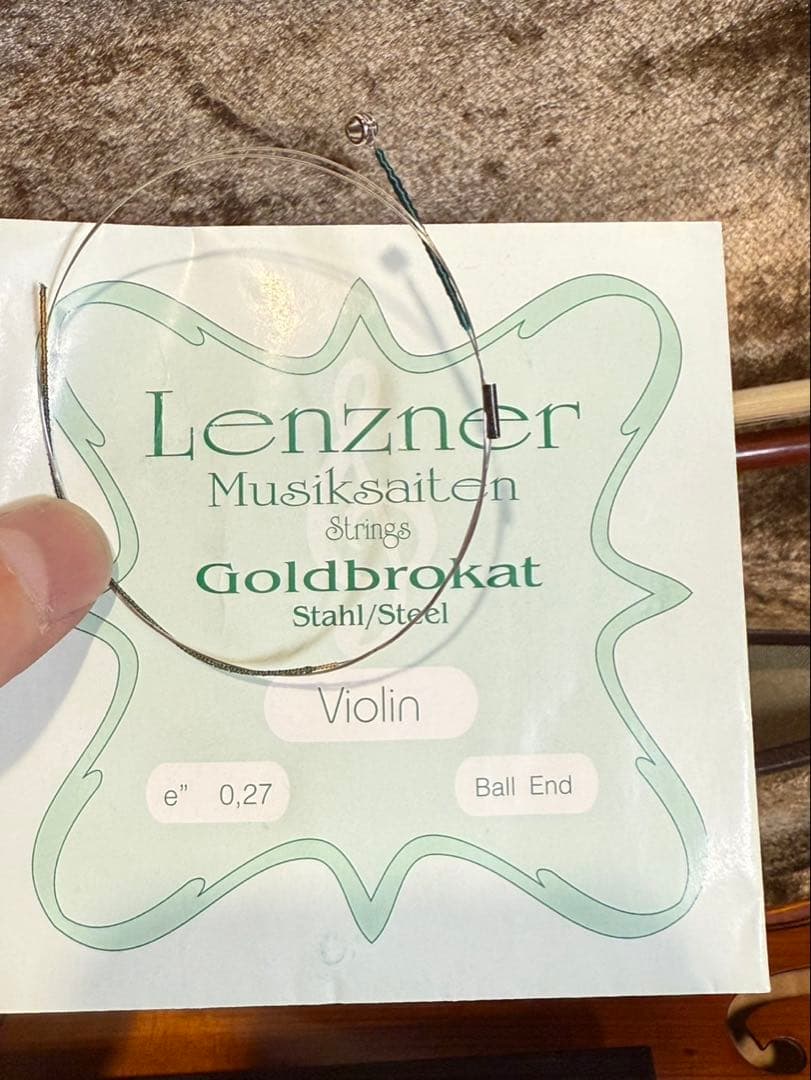 Lenzner
Musiksaiten
Strings
Goldbrokat
Stahl/Steel
Violin
e” 0,27
Ball End